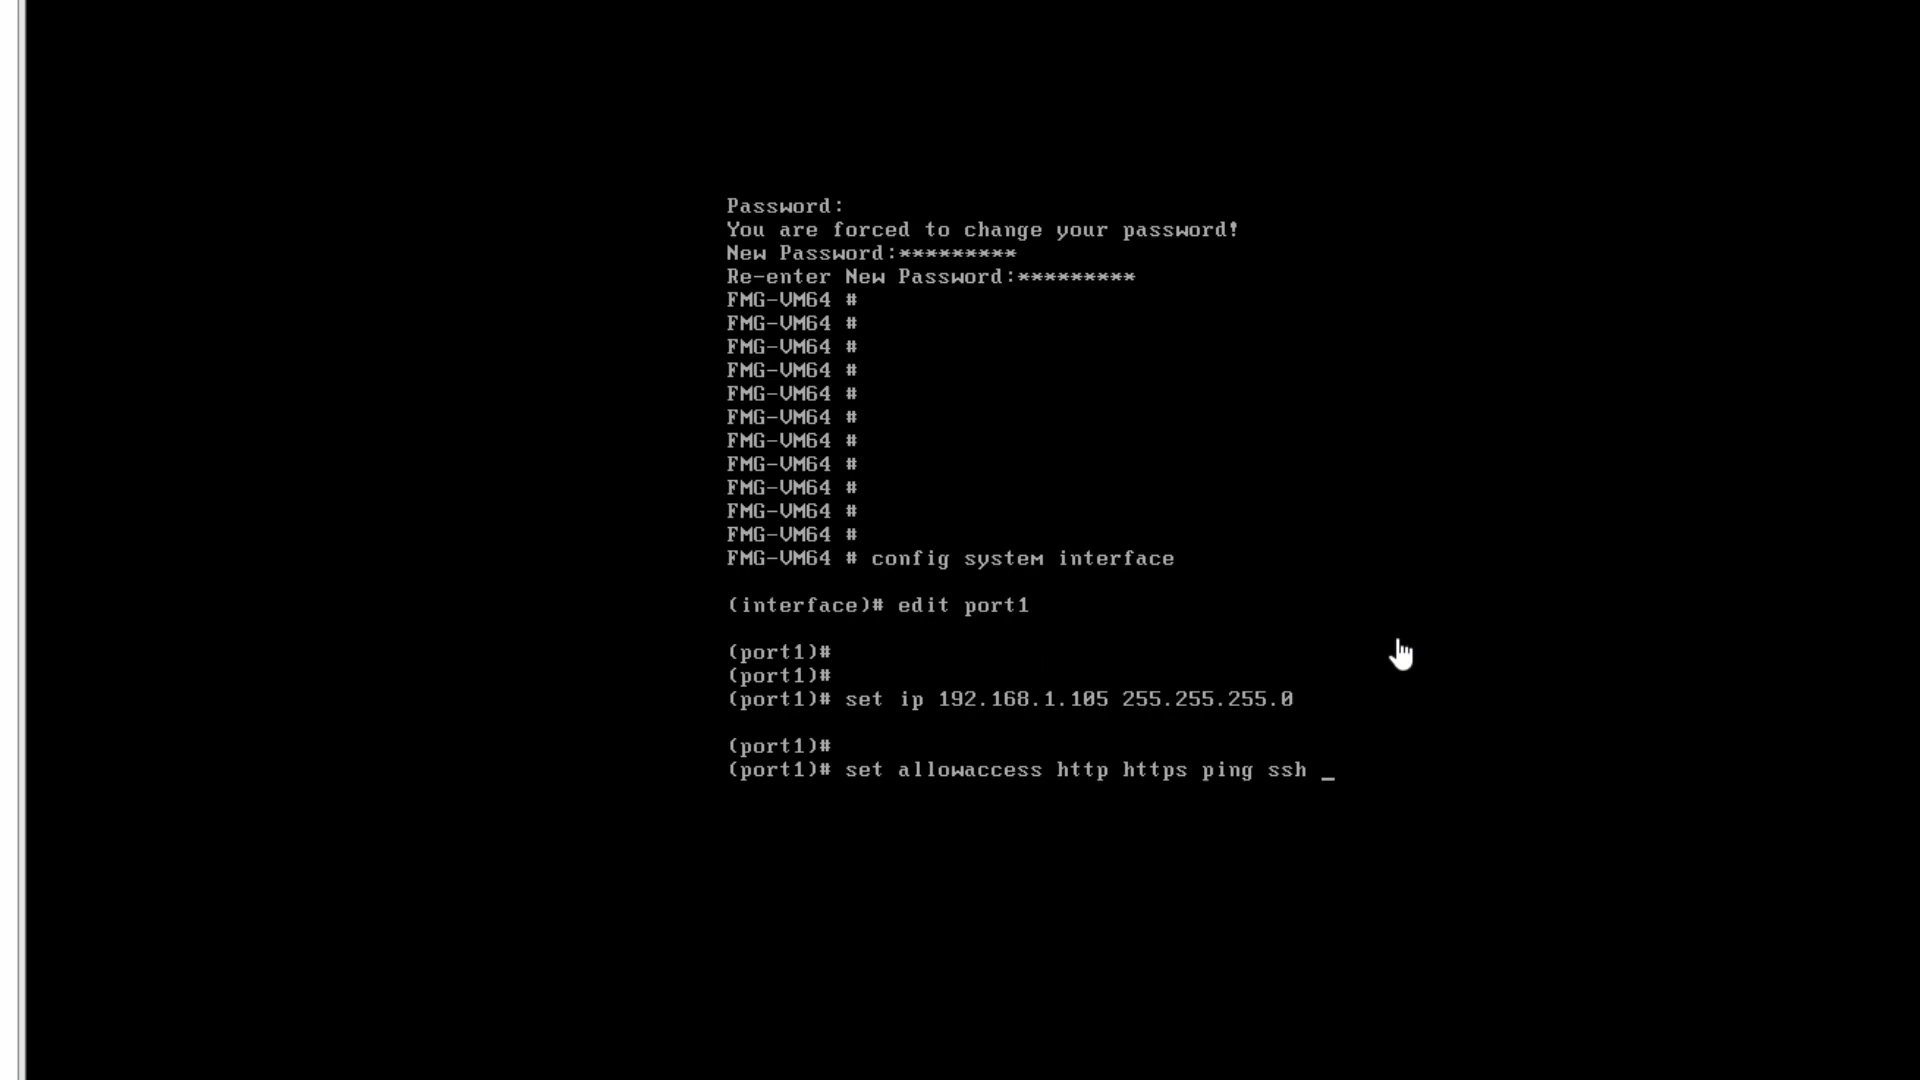 Password:
You are forced to change your password!
New Password:*********
Re-enter New Password:*********
FMG-VM64 #
FMG-VM64 #
FMG-VM64 #
FMG-VM64 #
FMG-VM64 #
FMG-VM64 #
FMG-VM64 #
FMG-VM64 #
FMG-VM64 #
FMG-VM64 #
FMG-VM64 #
FMG-VM64 # config system interface
(interface)# edit port1
(port1)#
(port1)#
(port1)# set ip 192.168.1.105 255.255.255.0
(port1)#
(port1)# set allowaccess http https ping ssh _